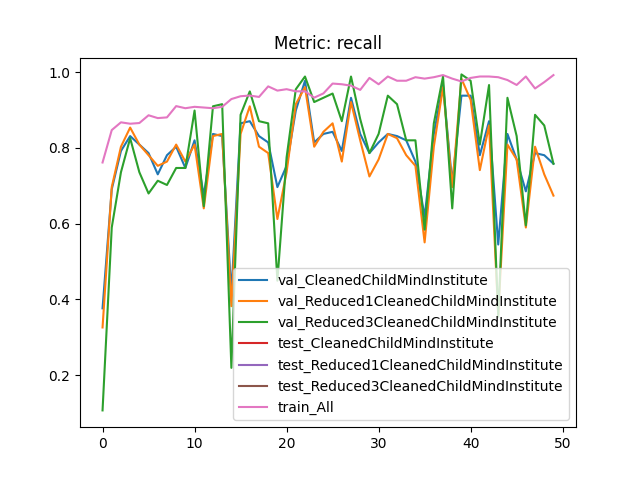 Metric: recall
1.0
0.8
0.6
0.4
0.2
val_CleanedChildMindInstitute
val_Reduced1CleanedChildMindInstitute
val_Reduced3CleanedChildMindInstitute
test_CleanedChildMindInstitute
test_Reduced1CleanedChildMindInstitute
test_Reduced3CleanedChildMindInstitute
train_All
0 10 20 30 40 50